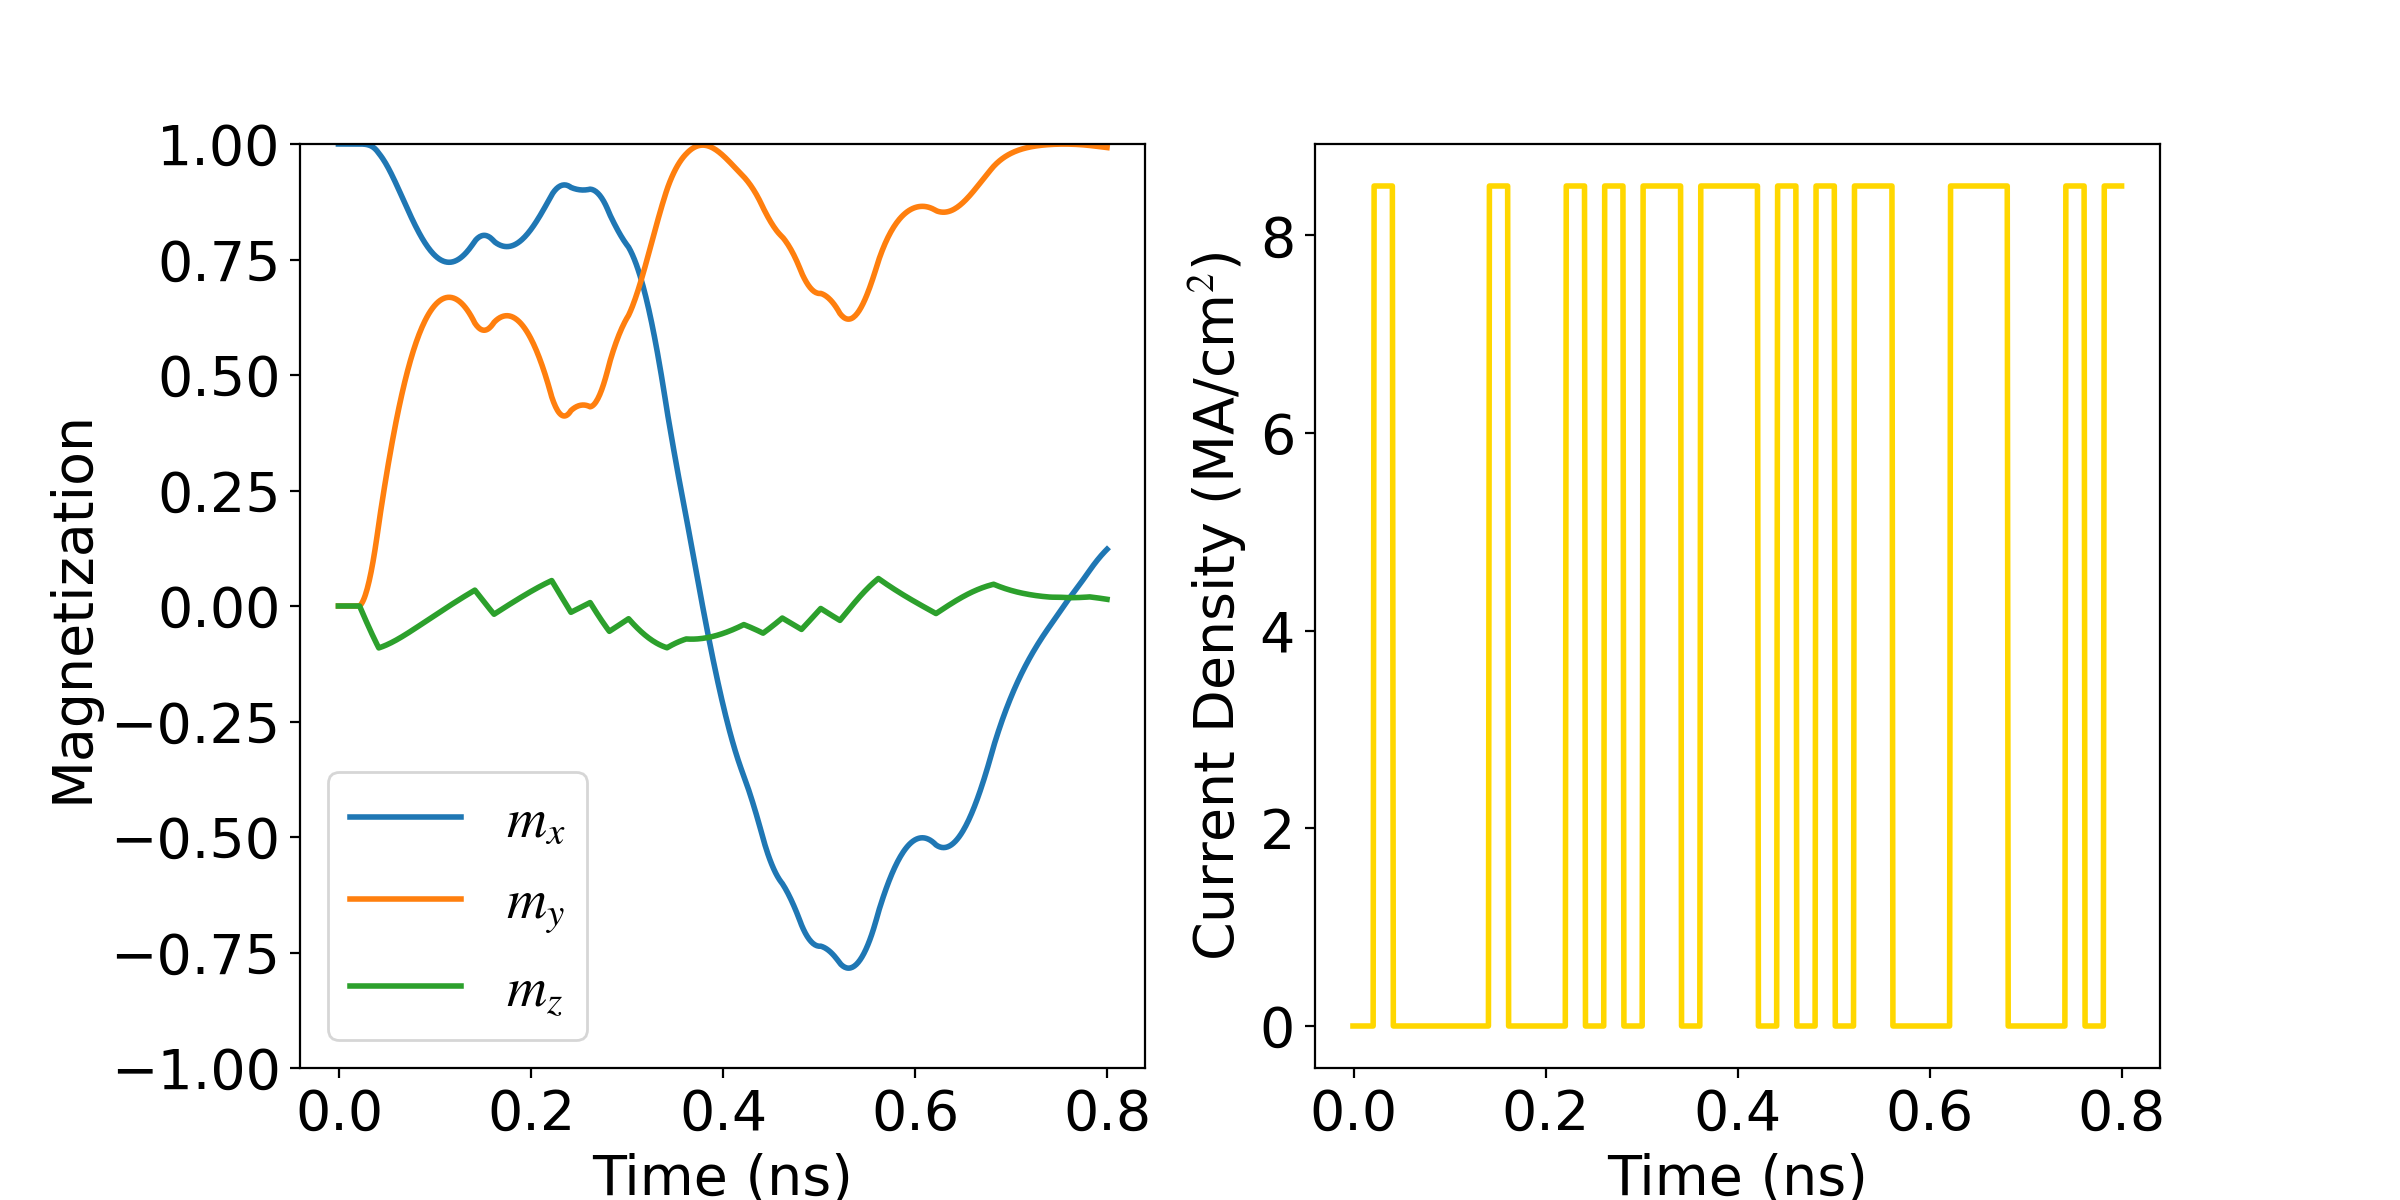 Magnetization
1.00
0.75
0.50
0.25
0.00
−0.25
−0.50
−0.75
−1.00
m_x
m_y
m_z
0.0 0.2 0.4 0.6 0.8
Time (ns)
Current Density (MA/cm²)
8
6
4
2
0
0.0 0.2 0.4 0.6 0.8
Time (ns)